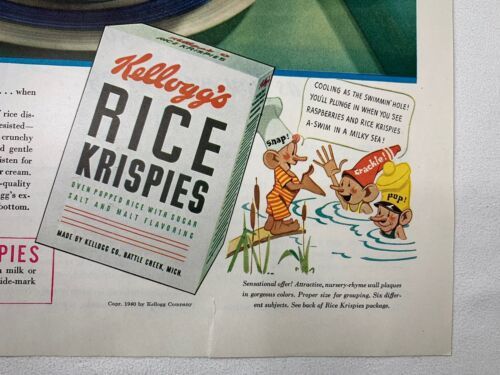 . . . when
rice dis-
esisted—
crunchy
d gentle
isten for
r cream.
-quality
gg's ex-
bottom.
PIES
milk or
ide-mark
Kellogg's
RICE KRISPIES
Kellogg's
RICE
KRISPIES
OVEN POPPED RICE WITH SUGAR
SALT AND MALT FLAVORING
MADE BY KELLOGG CO., BATTLE CREEK, MICH.
Copr. 1940 by Kellogg Company
COOLING AS THE SWIMMIN' HOLE!
YOU'LL PLUNGE IN WHEN YOU SEE
RASPBERRIES AND RICE KRISPIES
A-SWIM IN A MILKY SEA!
snap!
crackle!
pop!
Sensational offer! Attractive, nursery-rhyme wall plaques
in gorgeous colors. Proper size for grouping. Six differ-
ent subjects. See back of Rice Krispies package.